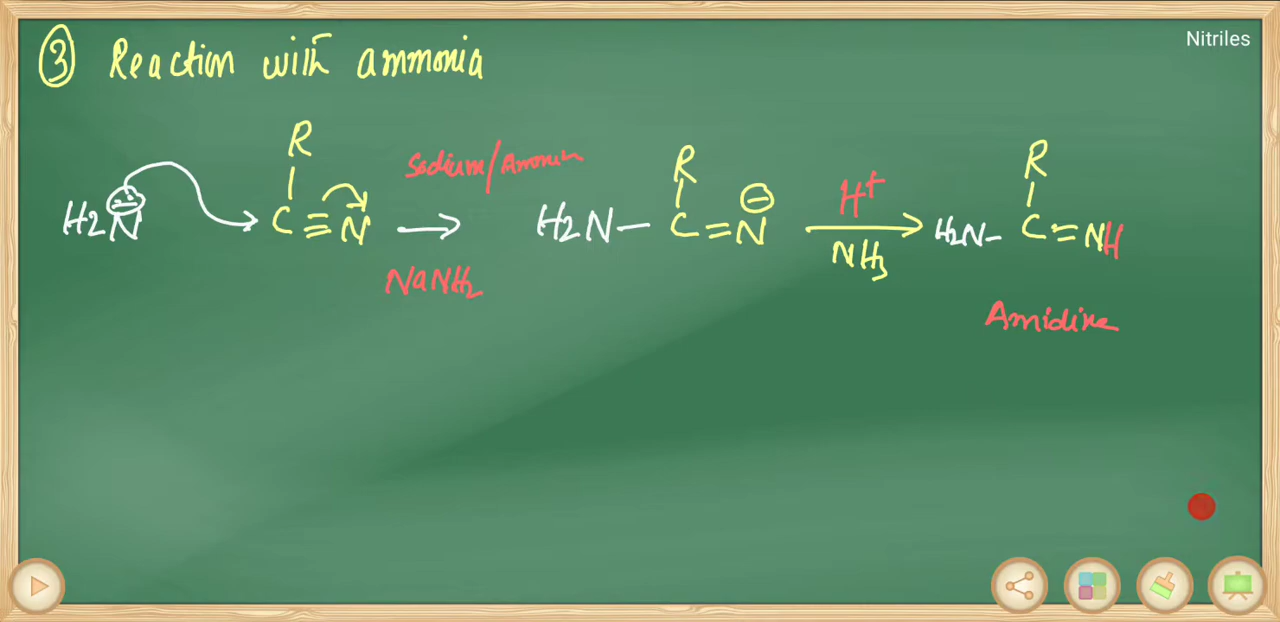 Nitriles
③ Reaction with ammonia
R R R
Sodium/Ammonia H+
H2N C≡N → H2N-C=N⊖ → H2N-C=NH
NaNH2 NH3
Amidine